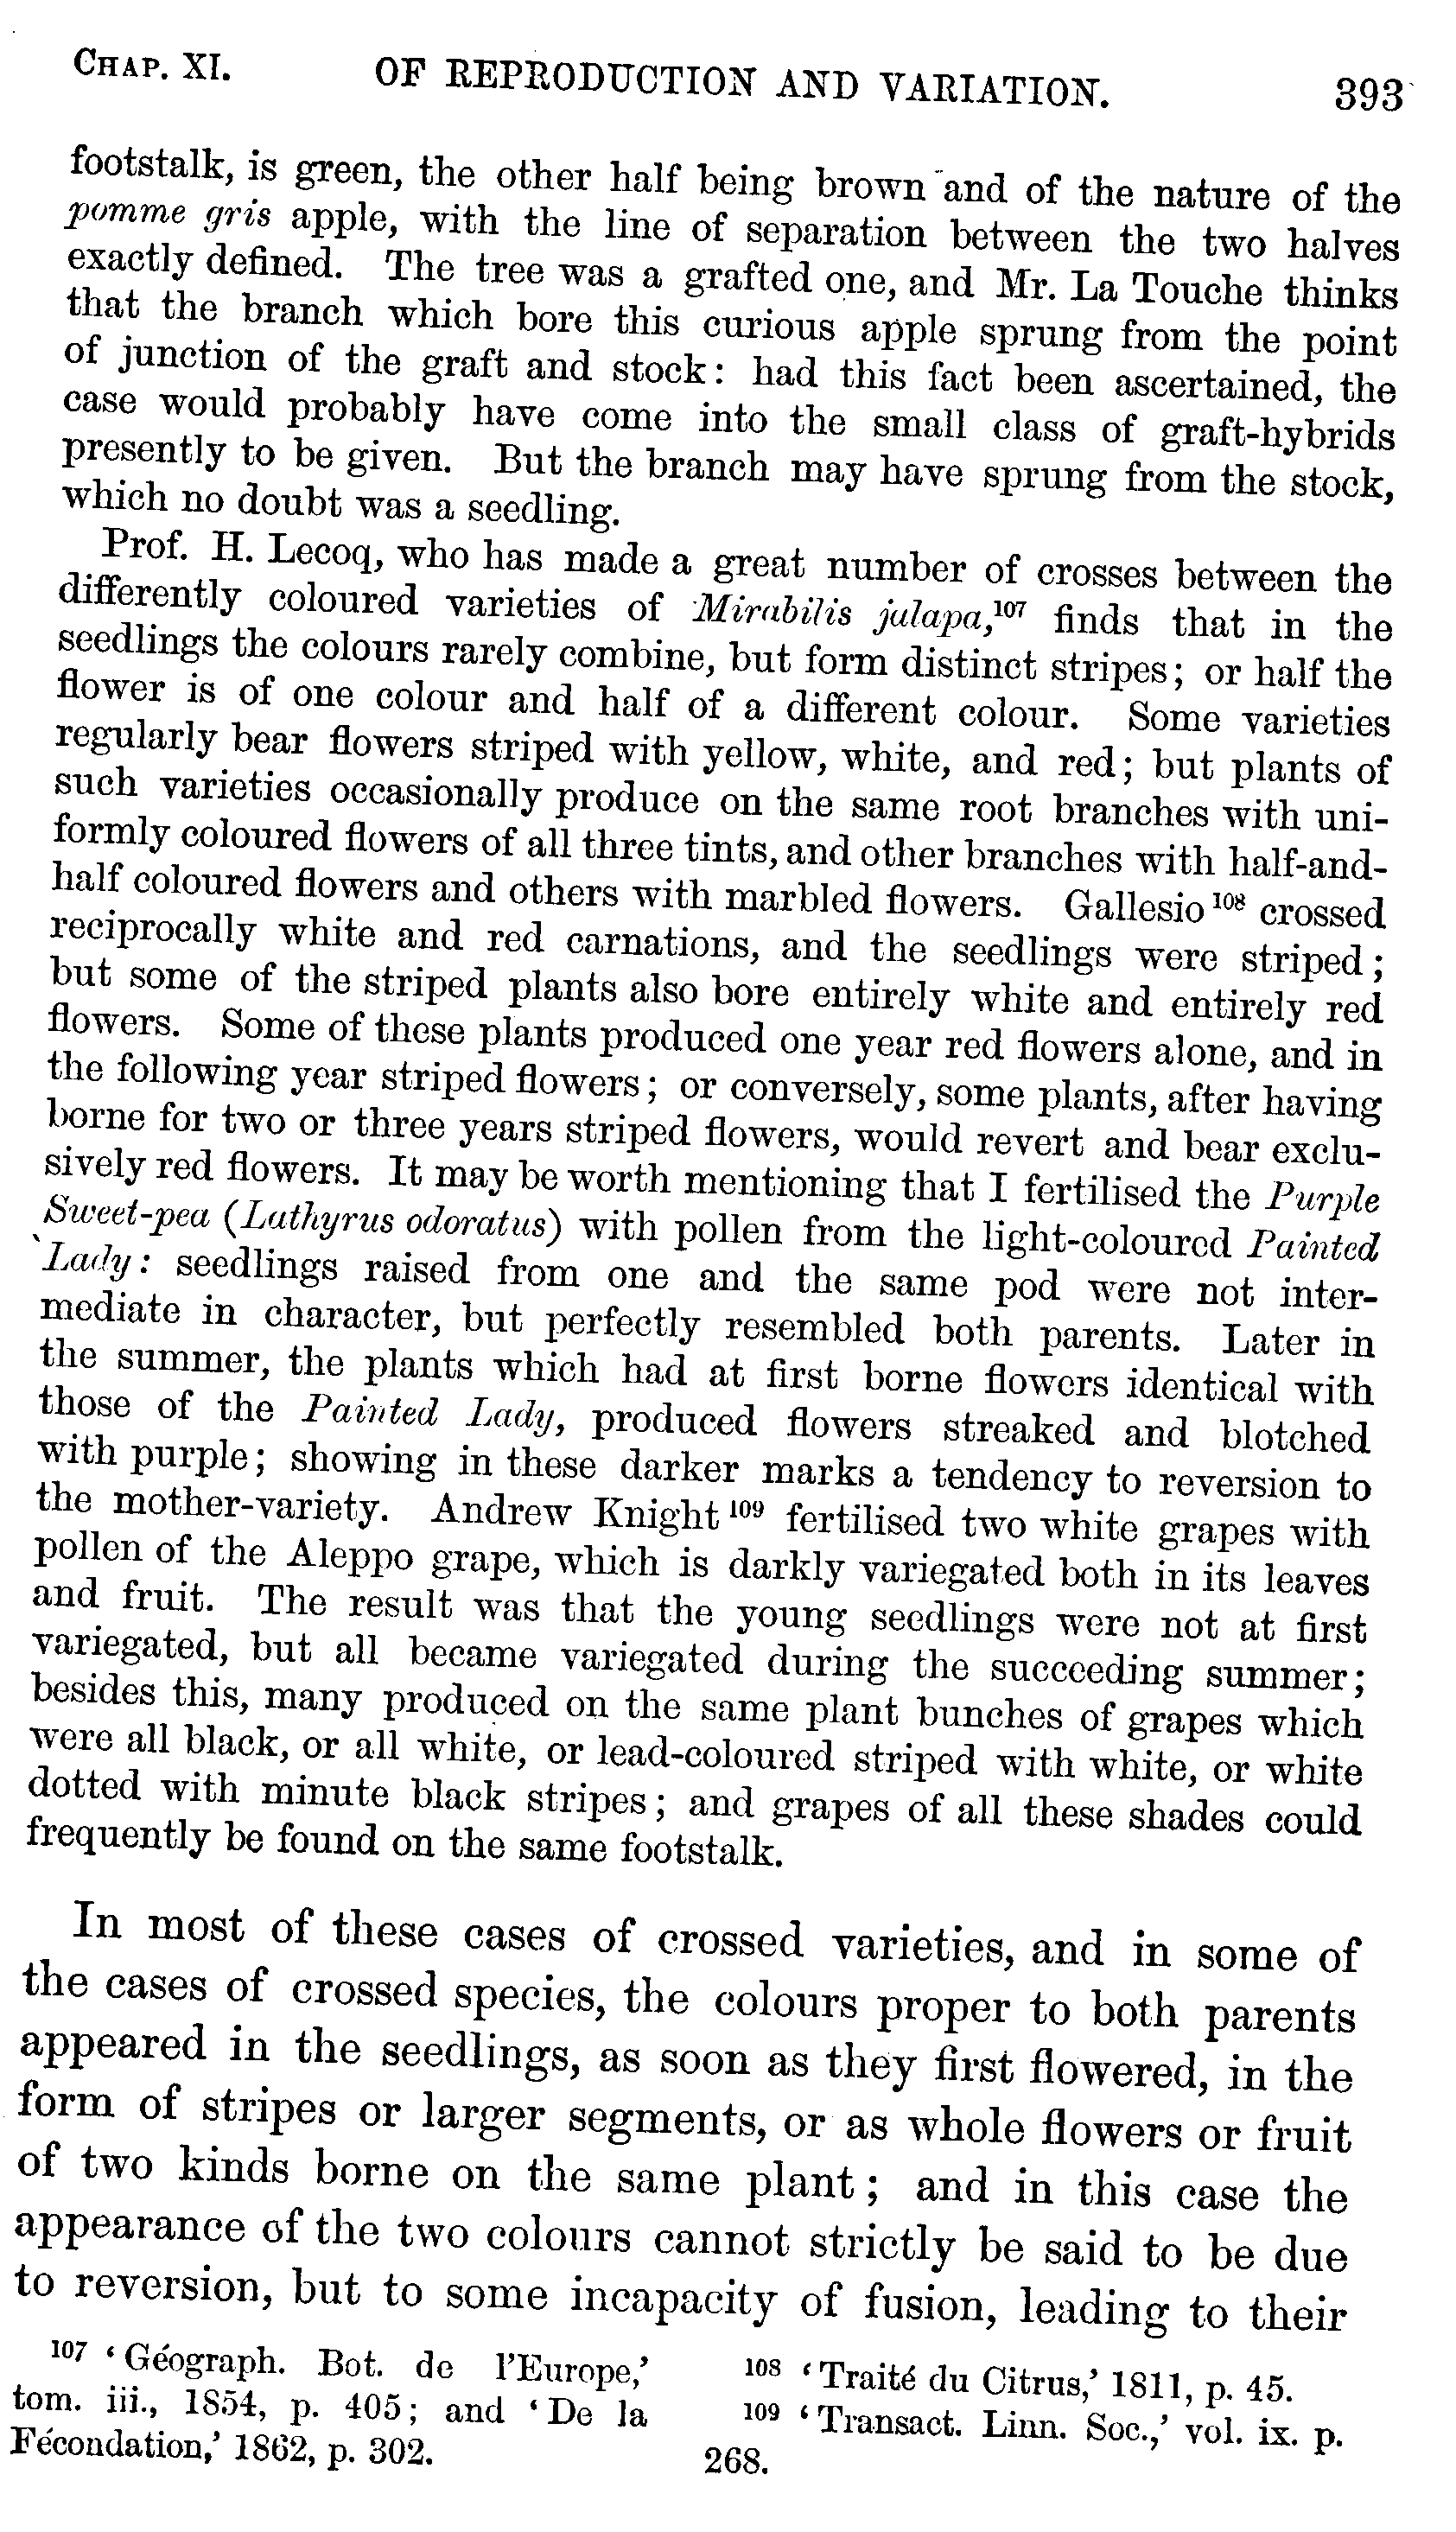 CHAP. XI. OF REPRODUCTION AND VARIATION. 393
footstalk, is green, the other half being brown and of the nature of the
pomme gris apple, with the line of separation between the two halves
exactly defined. The tree was a grafted one, and Mr. La Touche thinks
that the branch which bore this curious apple sprung from the point
of junction of the graft and stock: had this fact been ascertained, the
case would probably have come into the small class of graft-hybrids
presently to be given. But the branch may have sprung from the stock,
which no doubt was a seedling.
Prof. H. Lecoq, who has made a great number of crosses between the
differently coloured varieties of Mirabilis jalapa,¹⁰⁷ finds that in the
seedlings the colours rarely combine, but form distinct stripes; or half the
flower is of one colour and half of a different colour. Some varieties
regularly bear flowers striped with yellow, white, and red; but plants of
such varieties occasionally produce on the same root branches with uni-
formly coloured flowers of all three tints, and other branches with half-and-
half coloured flowers and others with marbled flowers. Gallesio ¹⁰⁸ crossed
reciprocally white and red carnations, and the seedlings were striped;
but some of the striped plants also bore entirely white and entirely red
flowers. Some of these plants produced one year red flowers alone, and in
the following year striped flowers; or conversely, some plants, after having
borne for two or three years striped flowers, would revert and bear exclu-
sively red flowers. It may be worth mentioning that I fertilised the Purple
Sweet-pea (Lathyrus odoratus) with pollen from the light-coloured Painted
Lady: seedlings raised from one and the same pod were not inter-
mediate in character, but perfectly resembled both parents. Later in
the summer, the plants which had at first borne flowers identical with
those of the Painted Lady, produced flowers streaked and blotched
with purple; showing in these darker marks a tendency to reversion to
the mother-variety. Andrew Knight ¹⁰⁹ fertilised two white grapes with
pollen of the Aleppo grape, which is darkly variegated both in its leaves
and fruit. The result was that the young seedlings were not at first
variegated, but all became variegated during the succeeding summer;
besides this, many produced on the same plant bunches of grapes which
were all black, or all white, or lead-coloured striped with white, or white
dotted with minute black stripes; and grapes of all these shades could
frequently be found on the same footstalk.
In most of these cases of crossed varieties, and in some of
the cases of crossed species, the colours proper to both parents
appeared in the seedlings, as soon as they first flowered, in the
form of stripes or larger segments, or as whole flowers or fruit
of two kinds borne on the same plant; and in this case the
appearance of the two colours cannot strictly be said to be due
to reversion, but to some incapacity of fusion, leading to their
¹⁰⁷ ‘Géograph. Bot. de l'Europe,’
tom. iii., 1854, p. 405; and ‘De la
Fécondation,’ 1862, p. 302.
¹⁰⁸ ‘Traité du Citrus,’ 1811, p. 45.
¹⁰⁹ ‘Transact. Linn. Soc.,’ vol. ix. p.
268.